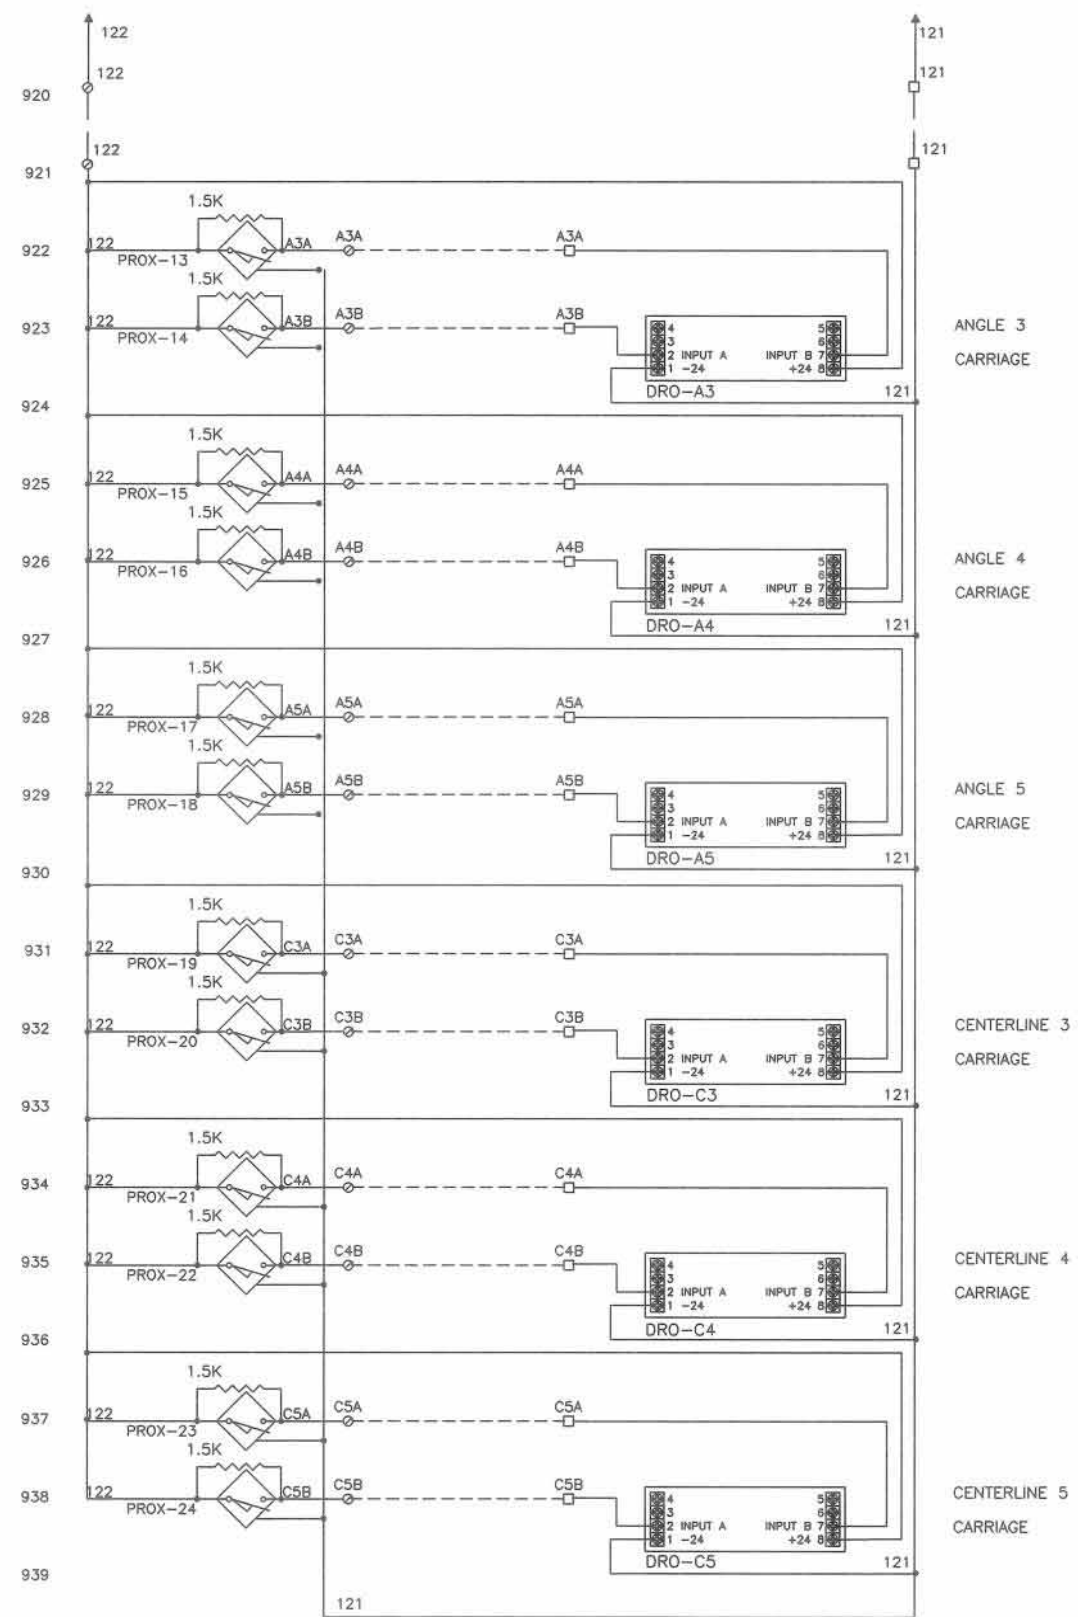 122 121
920 122 121
921 122 121
1.5K
922 122 PROX-13 A3A A3A A3A
1.5K
923 122 PROX-14 A3B A3B A3B
4 5
3 6
2 INPUT A INPUT B 7
1 -24 +24 8
ANGLE 3
CARRIAGE
DRO-A3 121
924
1.5K
925 122 PROX-15 A4A A4A A4A
1.5K
926 122 PROX-16 A4B A4B A4B
4 5
3 6
2 INPUT A INPUT B 7
1 -24 +24 8
ANGLE 4
CARRIAGE
DRO-A4 121
927
1.5K
928 122 PROX-17 A5A A5A A5A
1.5K
929 122 PROX-18 A5B A5B A5B
4 5
3 6
2 INPUT A INPUT B 7
1 -24 +24 8
ANGLE 5
CARRIAGE
DRO-A5 121
930
1.5K
931 122 PROX-19 C3A C3A C3A
1.5K
932 122 PROX-20 C3B C3B C3B
4 5
3 6
2 INPUT A INPUT B 7
1 -24 +24 8
CENTERLINE 3
CARRIAGE
DRO-C3 121
933
1.5K
934 122 PROX-21 C4A C4A C4A
1.5K
935 122 PROX-22 C4B C4B C4B
4 5
3 6
2 INPUT A INPUT B 7
1 -24 +24 8
CENTERLINE 4
CARRIAGE
DRO-C4 121
936
1.5K
937 122 PROX-23 C5A C5A C5A
1.5K
938 122 PROX-24 C5B C5B C5B
4 5
3 6
2 INPUT A INPUT B 7
1 -24 +24 8
CENTERLINE 5
CARRIAGE
DRO-C5 121
939
121